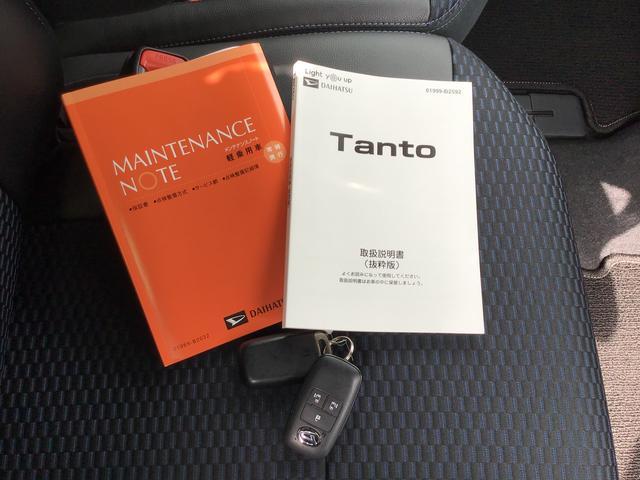 MAINTENANCE
NOTE
メンテナンスノート
軽乗用車
●保証書 ●点検整備方式 ●サービス網 ●点検整備記録簿
DAIHATSU
01999-B2632
Light you up
DAIHATSU
01999-B2592
Tanto
取扱説明書
(抜粋版)
よくお読みになって使用してください。
取扱説明書はお車の中に保管しましょう。
PRESS